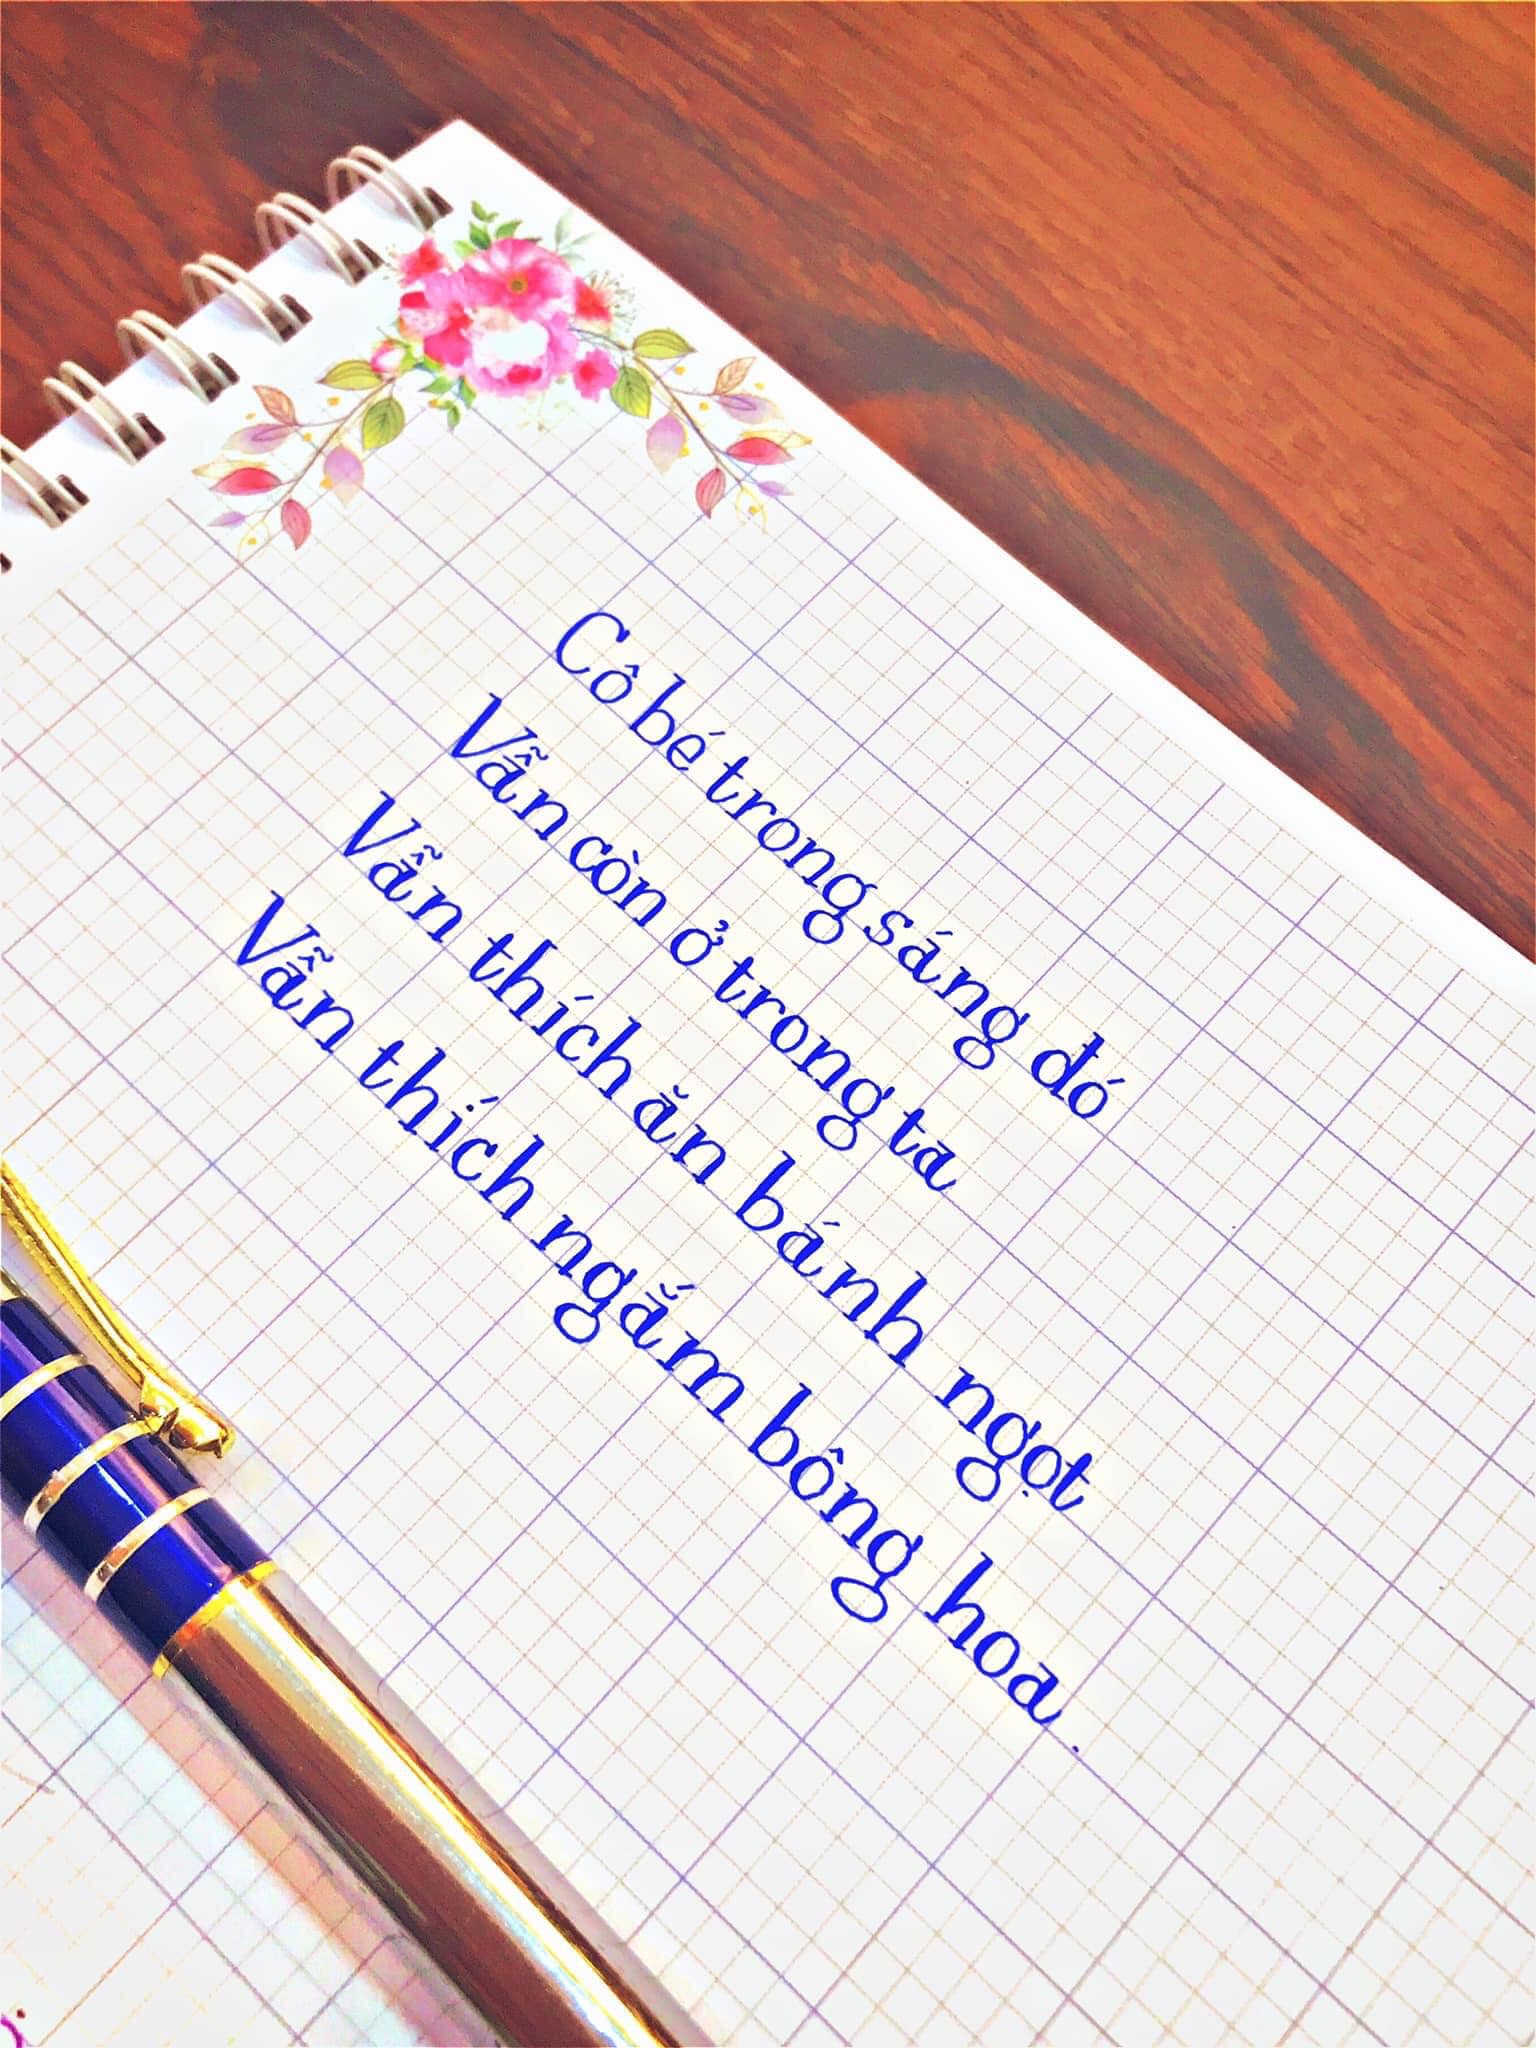 Cô bé trong sáng đó
Vẫn còn ở trong ta
Vẫn thích ăn bánh ngọt
Vẫn thích ngắm bông hoa.